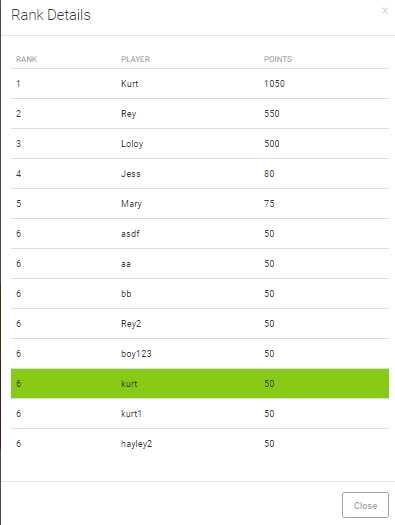 Rank Details ×
RANK PLAYER POINTS
1 Kurt 1050
2 Rey 550
3 Loloy 500
4 Jess 80
5 Mary 75
6 asdf 50
6 aa 50
6 bb 50
6 Rey2 50
6 boy123 50
6 kurt 50
6 kurt1 50
6 hayley2 50
Close